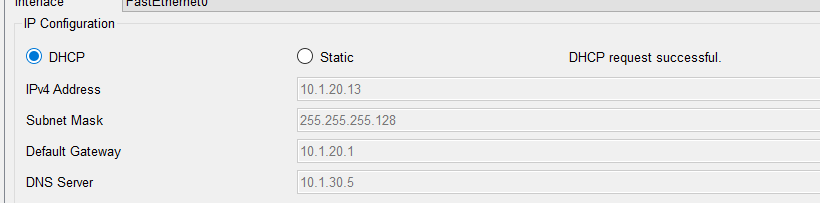 Interface FastEthernet0
IP Configuration
DHCP Static DHCP request successful.
IPv4 Address 10.1.20.13
Subnet Mask 255.255.255.128
Default Gateway 10.1.20.1
DNS Server 10.1.30.5